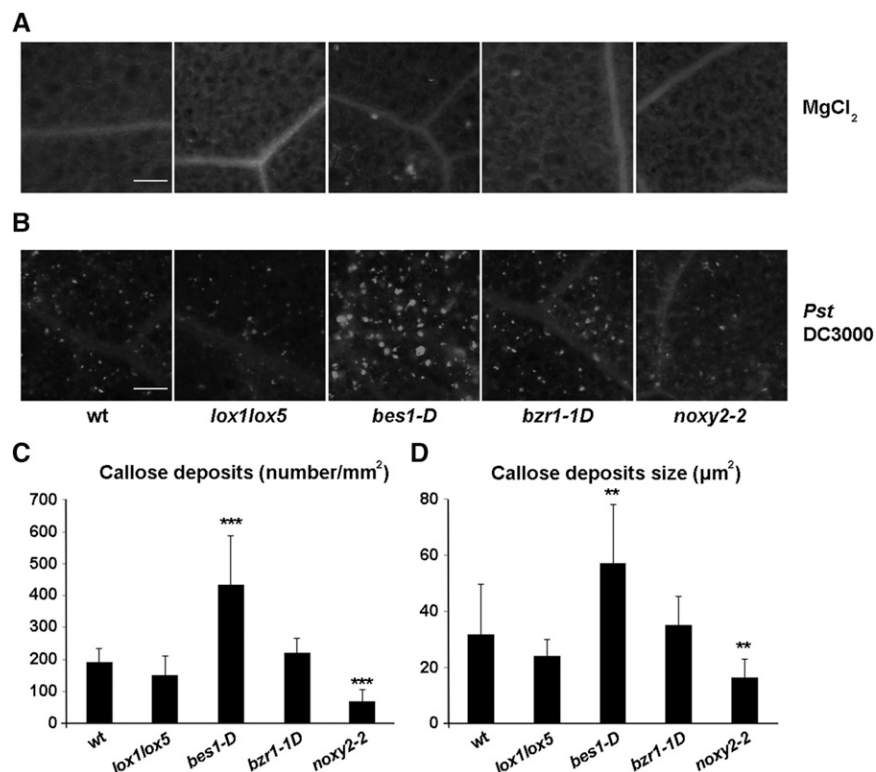 A
MgCl2
B
Pst
DC3000
wt lox1lox5 bes1-D bzr1-1D noxy2-2
C
Callose deposits (number/mm2)
700
600
500
400
300
200
100
0
***
***
wt lox1lox5 bes1-D bzr1-1D noxy2-2
D
Callose deposits size (µm2)
80
60
40
20
0
**
**
wt lox1lox5 bes1-D bzr1-1D noxy2-2